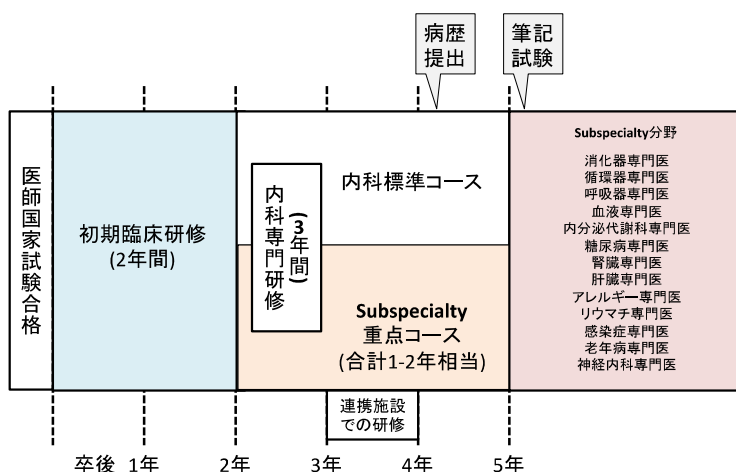 病歴
提出
筆記
試験
医師国家試験合格
初期臨床研修
(2年間)
内科専門研修
(3年間)
内科標準コース
Subspecialty
重点コース
(合計1-2年相当)
連携施設
での研修
Subspecialty分野
消化器専門医
循環器専門医
呼吸器専門医
血液専門医
内分泌代謝科専門医
糖尿病専門医
腎臓専門医
肝臓専門医
アレルギー専門医
リウマチ専門医
感染症専門医
老年病専門医
神経内科専門医
卒後 1年 2年 3年 4年 5年